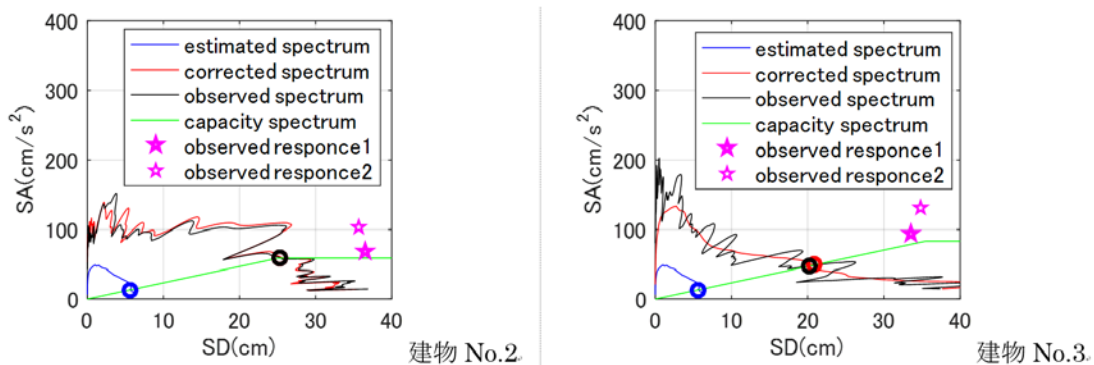 400
300
200
100
0
SA(cm/s²)
estimated spectrum
corrected spectrum
observed spectrum
capacity spectrum
observed responce1
observed responce2
0 10 20 30 40
SD(cm)
建物 No.2
400
300
200
100
0
SA(cm/s²)
estimated spectrum
corrected spectrum
observed spectrum
capacity spectrum
observed responce1
observed responce2
0 10 20 30 40
SD(cm)
建物 No.3